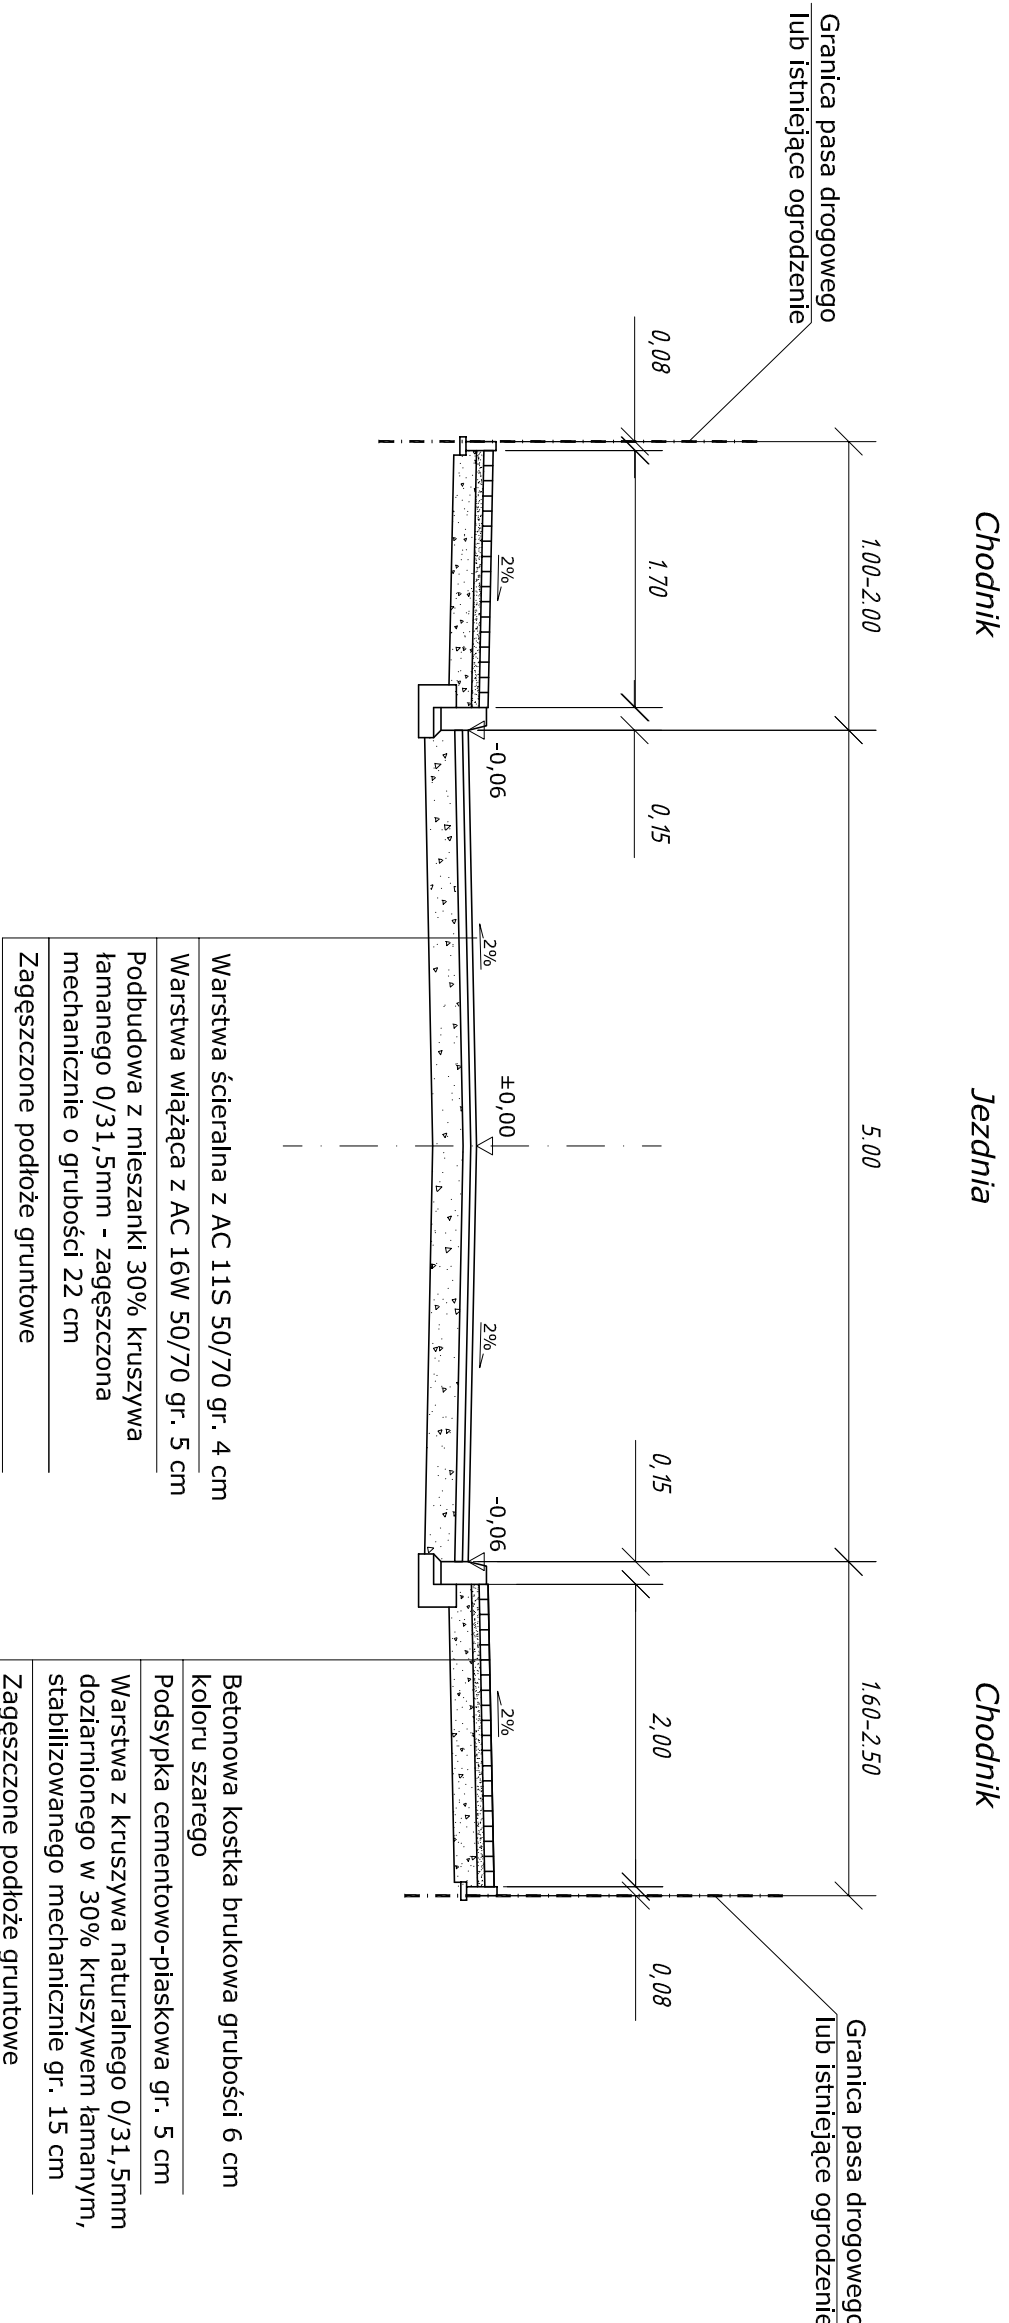 Chodnik
Jezdnia
Chodnik
1.00-2.00
5.00
1.60-2.50
Granica pasa drogowego
lub istniejące ogrodzenie
Granica pasa drogowego
lub istniejące ogrodzenie
0,08
1.70
0,15
0,15
2,00
0,08
2%
-0,06
2%
±0,00
2%
-0,06
2%
Warstwa ścieralna z AC 11S 50/70 gr. 4 cm
Warstwa wiążąca z AC 16W 50/70 gr. 5 cm
Podbudowa z mieszanki 30% kruszywa
łamanego 0/31,5mm - zagęszczona
mechanicznie o grubości 22 cm
Zagęszczone podłoże gruntowe
Betonowa kostka brukowa grubości 6 cm
koloru szarego
Podsypka cementowo-piaskowa gr. 5 cm
Warstwa z kruszywa naturalnego 0/31,5mm
doziarnionego w 30% kruszywem łamanym,
stabilizowanego mechanicznie gr. 15 cm
Zagęszczone podłoże gruntowe